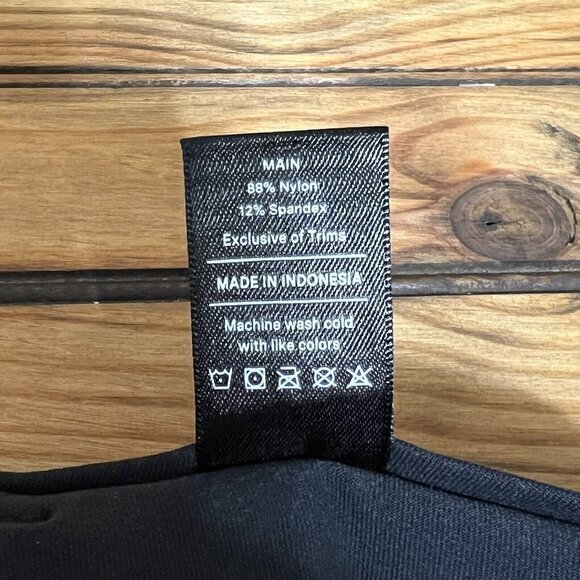 MAIN
88% Nylon
12% Spandex
Exclusive of Trims
MADE IN INDONESIA
Machine wash cold
with like colors